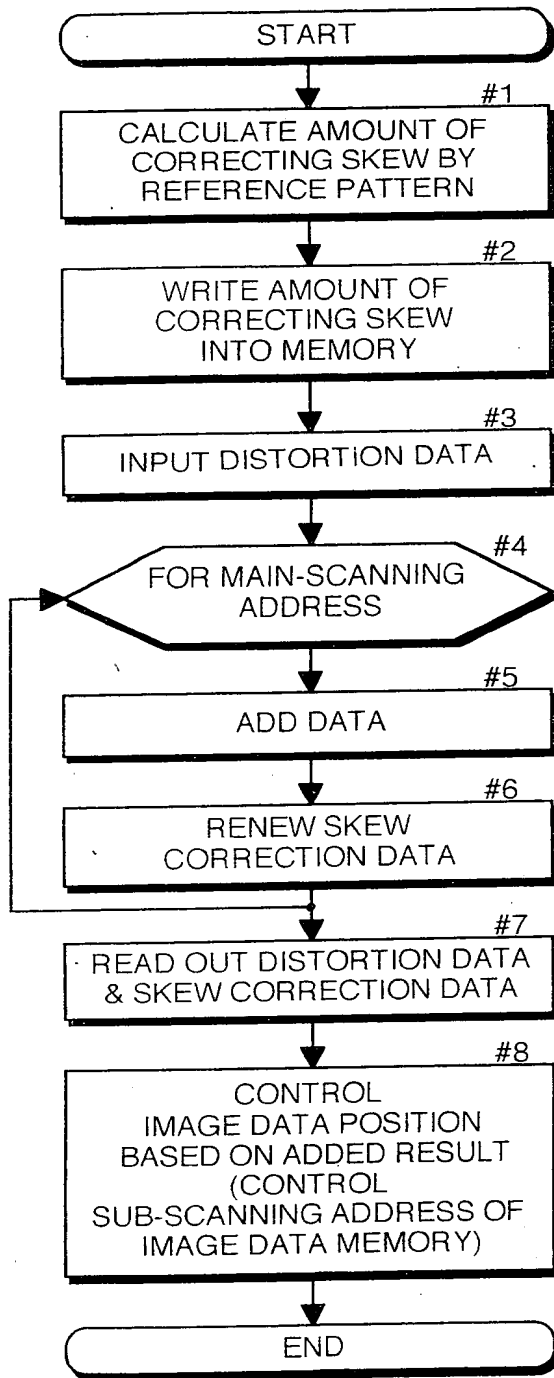 START
#1
CALCULATE AMOUNT OF
CORRECTING SKEW BY
REFERENCE PATTERN
#2
WRITE AMOUNT OF
CORRECTING SKEW
INTO MEMORY
#3
INPUT DISTORTION DATA
#4
FOR MAIN-SCANNING
ADDRESS
#5
ADD DATA
#6
RENEW SKEW
CORRECTION DATA
#7
READ OUT DISTORTION DATA
& SKEW CORRECTION DATA
#8
CONTROL
IMAGE DATA POSITION
BASED ON ADDED RESULT
(CONTROL
SUB-SCANNING ADDRESS OF
IMAGE DATA MEMORY)
END